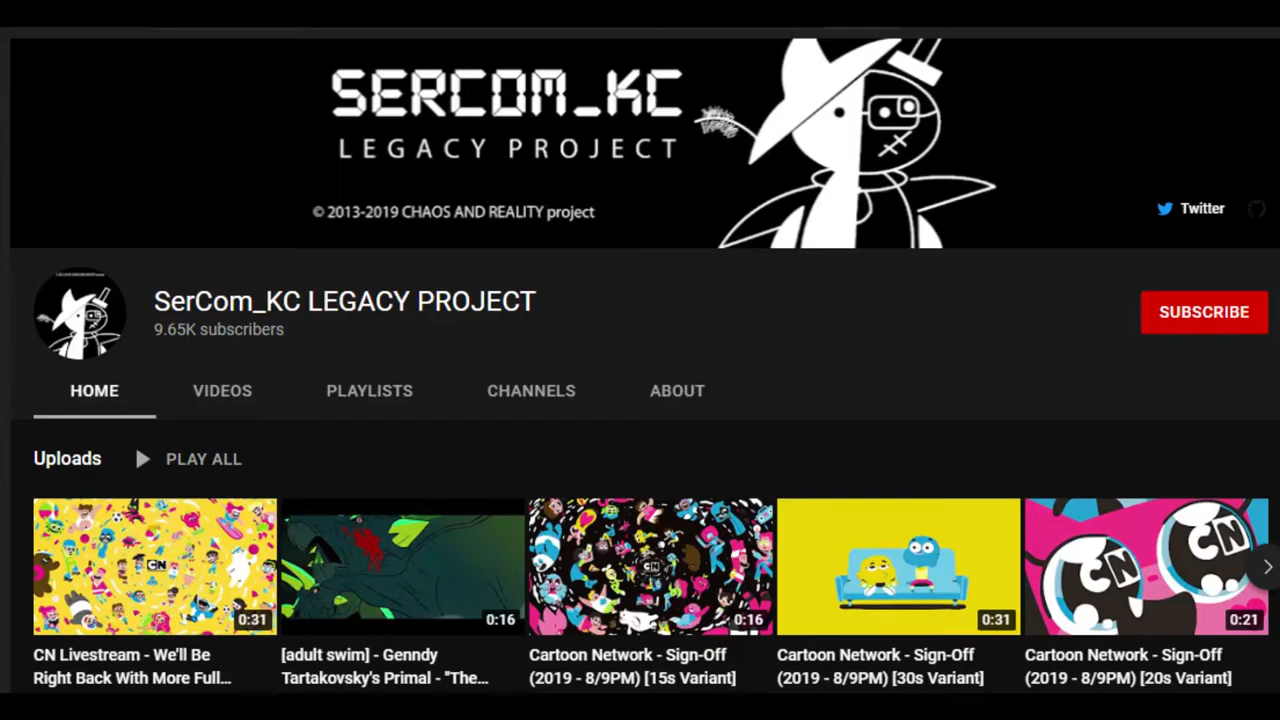 SERCOM_KC
LEGACY PROJECT
© 2013-2019 CHAOS AND REALITY project
Twitter
SerCom_KC LEGACY PROJECT
9.65K subscribers
SUBSCRIBE
HOME VIDEOS PLAYLISTS CHANNELS ABOUT
Uploads PLAY ALL
CN
CN
CN CN
0:31 0:16 0:16 0:31 0:21
CN Livestream - We'll Be
Right Back With More Full...
[adult swim] - Genndy
Tartakovsky's Primal - "The...
Cartoon Network - Sign-Off
(2019 - 8/9PM) [15s Variant]
Cartoon Network - Sign-Off
(2019 - 8/9PM) [30s Variant]
Cartoon Network - Sign-Off
(2019 - 8/9PM) [20s Variant]